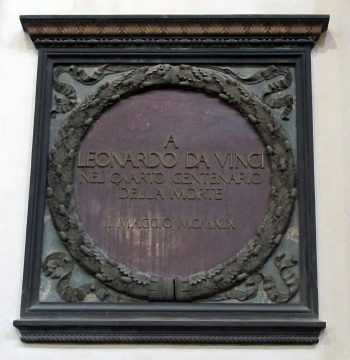 A
LEONARDO DA VINCI
NEL QVARTO CENTENARIO
DELLA MORTE
II MAGGIO MCMXIX